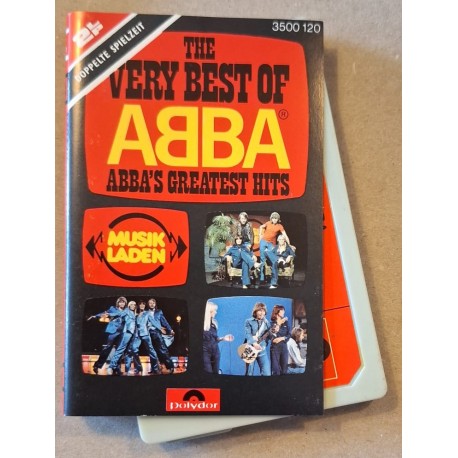 3500 120
DOPPELTE SPIELZEIT
THE
VERY BEST OF
ABBA®
ABBA'S GREATEST HITS
MUSIK
LADEN
polydor